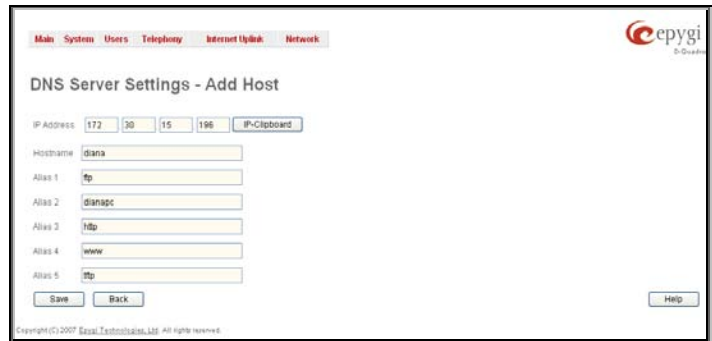 Main System Users Telephony Internet Uplink Network
epygi
DNS Server Settings - Add Host
IP Address 172 30 15 196 IP-Clipboard
Hostname diana
Alias 1 ftp
Alias 2 dianapc
Alias 3 http
Alias 4 www
Alias 5 tftp
Save Back Help
Copyright (C) 2007 Epygi Technologies, Ltd. All rights reserved.